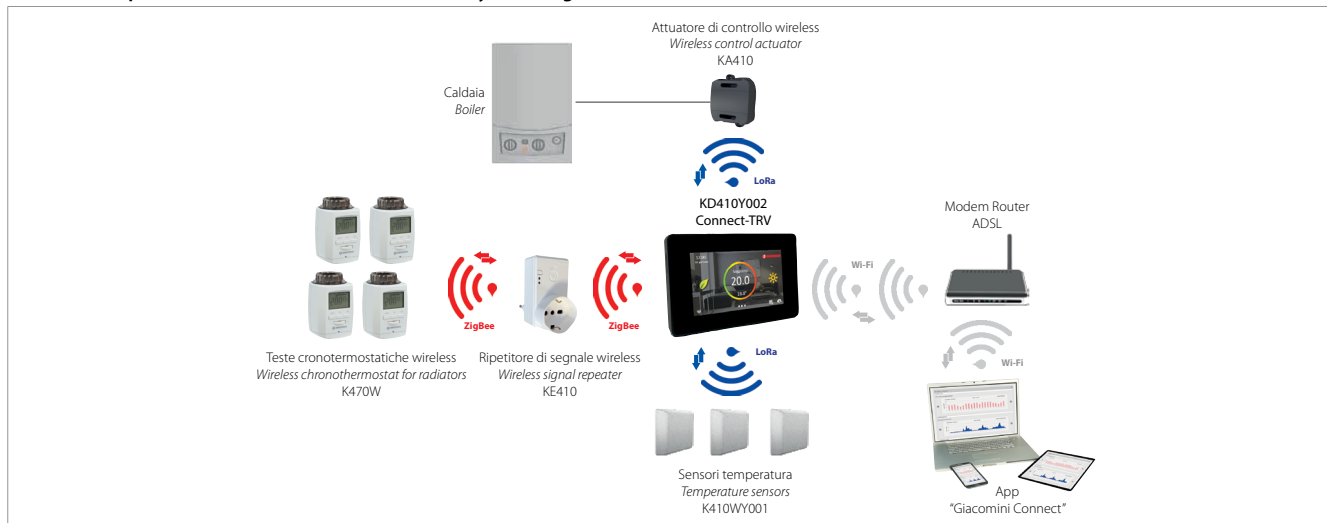 Attuatore di controllo wireless
Wireless control actuator
KA410
Caldaia
Boiler
LoRa
KD410Y002
Connect-TRV
Modem Router
ADSL
Wi-Fi
20.0
ZigBee
ZigBee
LoRa
Wi-Fi
Teste cronotermostatiche wireless
Wireless chronothermostat for radiators
K470W
Ripetitore di segnale wireless
Wireless signal repeater
KE410
Sensori temperatura
Temperature sensors
K410WY001
App
"Giacomini Connect"